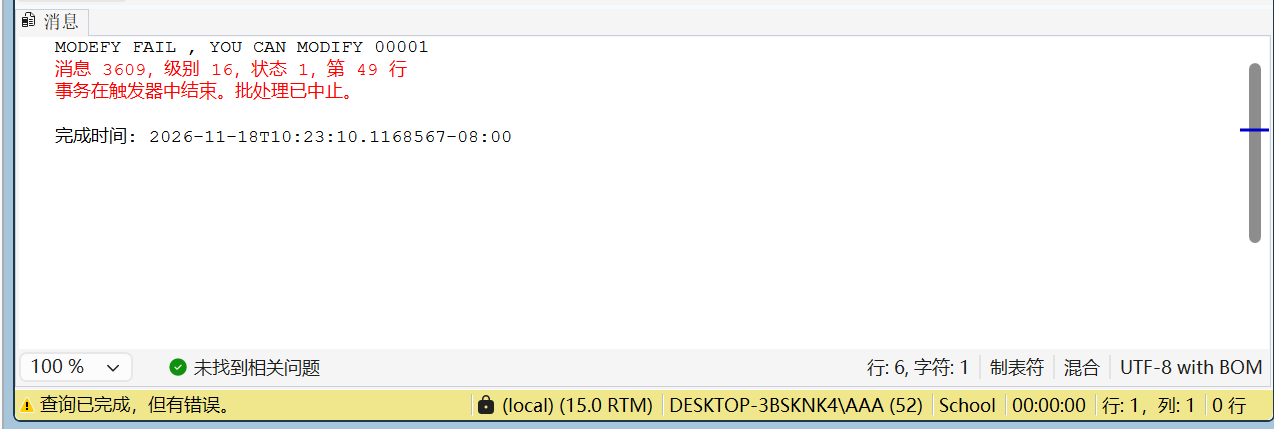 消息
MODEFY FAIL , YOU CAN MODIFY 00001
消息 3609，级别 16，状态 1，第 49 行
事务在触发器中结束。批处理已中止。
完成时间: 2026-11-18T10:23:10.1168567-08:00
100 % 未找到相关问题 行: 6, 字符: 1 制表符 混合 UTF-8 with BOM
查询已完成，但有错误。 (local) (15.0 RTM) DESKTOP-3BSKNK4\AAA (52) School 00:00:00 行: 1，列: 1 0 行